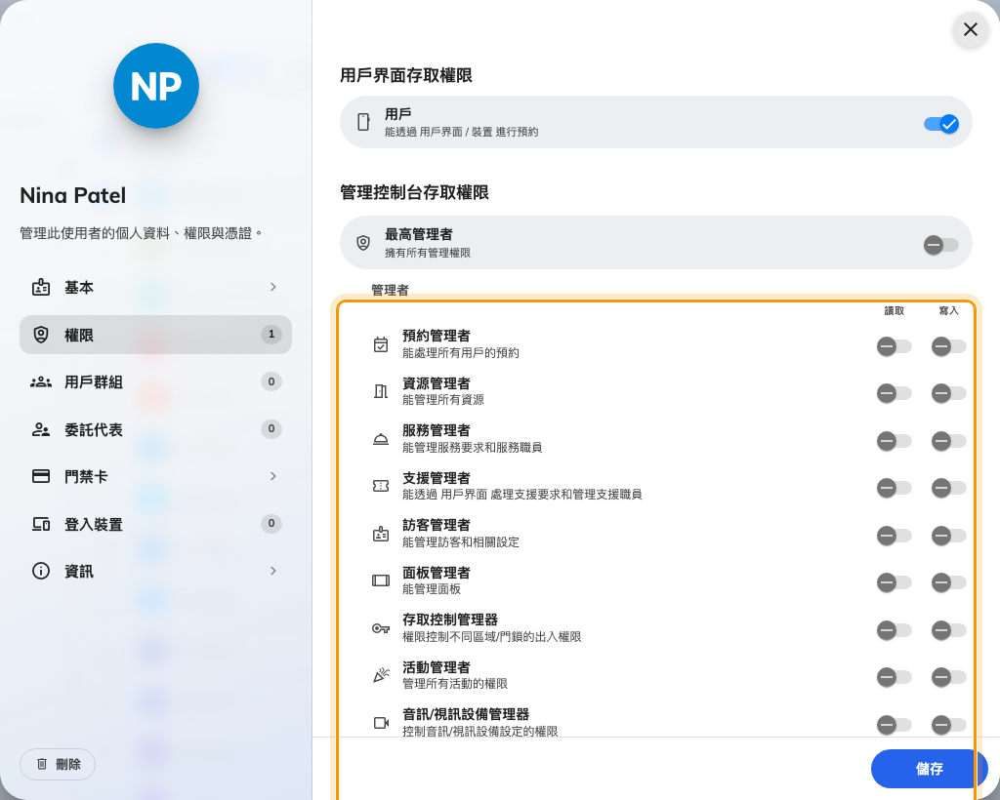 NP
Nina Patel
管理此使用者的個人資料、權限與憑證。
基本
權限
1
用戶群組
0
委託代表
0
門禁卡
登入裝置
0
資訊
刪除
用戶界面存取權限
用戶
能透過 用戶界面 / 裝置 進行預約
管理控制台存取權限
最高管理者
擁有所有管理權限
管理者
讀取 寫入
預約管理者
能處理所有用戶的預約
資源管理者
能管理所有資源
服務管理者
能管理服務要求和服務職員
支援管理者
能透過 用戶界面 處理支援要求和管理支援職員
訪客管理者
能管理訪客和相關設定
面板管理者
能管理面板
存取控制管理器
權限控制不同區域/門鎖的出入權限
活動管理者
管理所有活動的權限
音訊/視訊設備管理器
控制音訊/視訊設備設定的權限
儲存